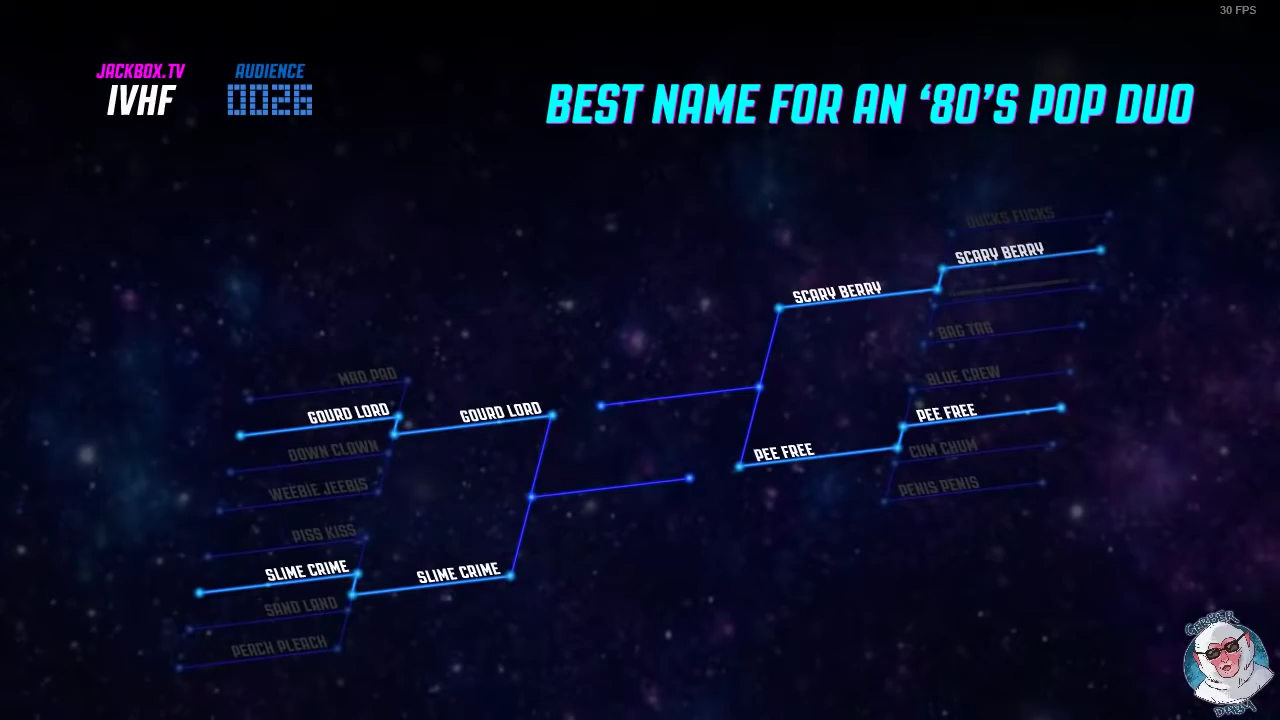 30 FPS
JACKBOX.TV
IVHF
AUDIENCE
0026
BEST NAME FOR AN ‘80’S POP DUO
MAD PAD
GOURD LORD
DOWN CLOWN
WEEBIE JEEBIS
PISS KISS
SLIME CRIME
SAND LAND
PEACH PLEACH
GOURD LORD
SLIME CRIME
SCARY BERRY
PEE FREE
DUCKS FUCKS
SCARY BERRY
BAG TAG
BLUE CREW
PEE FREE
CUM CHUM
PENIS PENIS